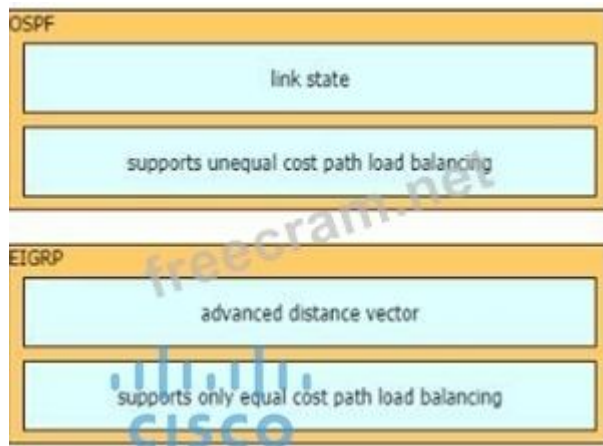 OSPF
link state
supports unequal cost path load balancing
freecram.net
EIGRP
advanced distance vector
supports only equal cost path load balancing
CISCO